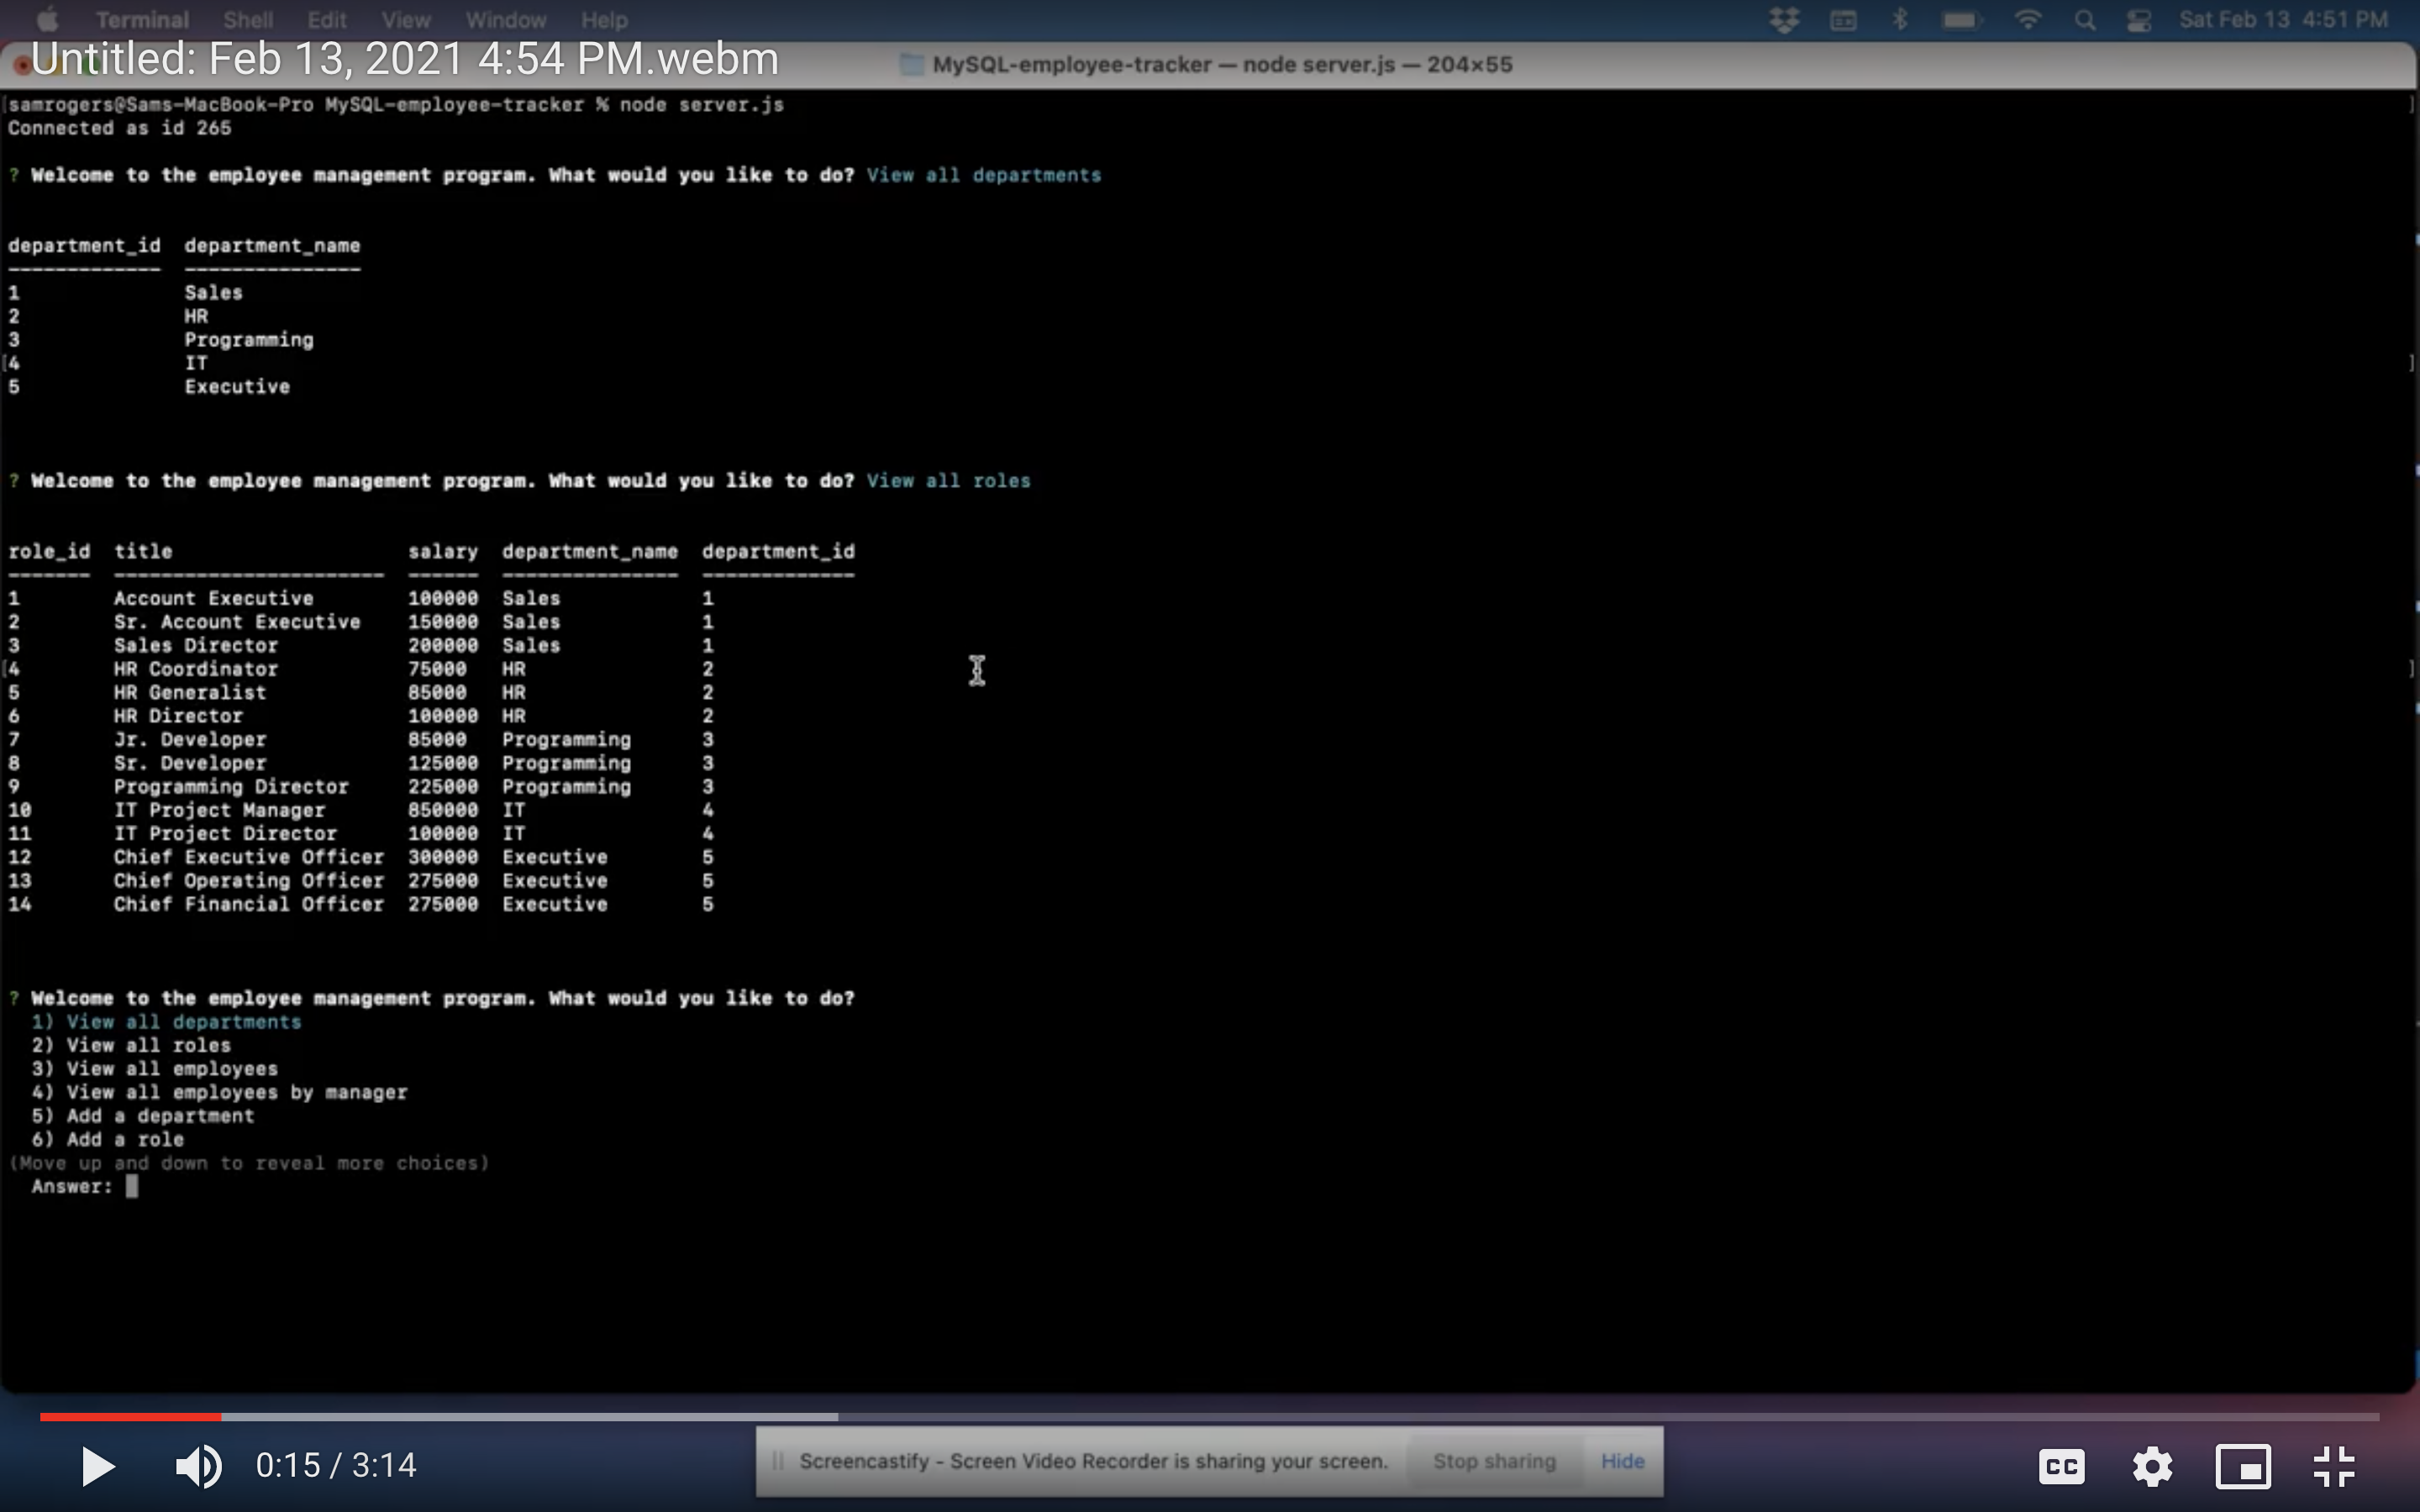 Terminal Shell Edit View Window Help Sat Feb 13 4:51 PM
Untitled: Feb 13, 2021 4:54 PM.webm
MySQL-employee-tracker — node server.js — 204×55
[samrogers@Sams-MacBook-Pro MySQL-employee-tracker % node server.js ]
Connected as id 265
? Welcome to the employee management program. What would you like to do? View all departments
department_id department_name
------------- ---------------
1 Sales
2 HR
3 Programming
[4 IT ]
5 Executive
? Welcome to the employee management program. What would you like to do? View all roles
role_id title salary department_name department_id
------- ----------------------- ------ --------------- -------------
1 Account Executive 100000 Sales 1
2 Sr. Account Executive 150000 Sales 1
3 Sales Director 200000 Sales 1
[4 HR Coordinator 75000 HR 2 ]
5 HR Generalist 85000 HR 2
6 HR Director 100000 HR 2
7 Jr. Developer 85000 Programming 3
8 Sr. Developer 125000 Programming 3
9 Programming Director 225000 Programming 3
10 IT Project Manager 850000 IT 4
11 IT Project Director 100000 IT 4
12 Chief Executive Officer 300000 Executive 5
13 Chief Operating Officer 275000 Executive 5
14 Chief Financial Officer 275000 Executive 5
? Welcome to the employee management program. What would you like to do?
1) View all departments
2) View all roles
3) View all employees
4) View all employees by manager
5) Add a department
6) Add a role
(Move up and down to reveal more choices)
Answer:
Screencastify - Screen Video Recorder is sharing your screen. Stop sharing Hide
0:15 / 3:14 CC